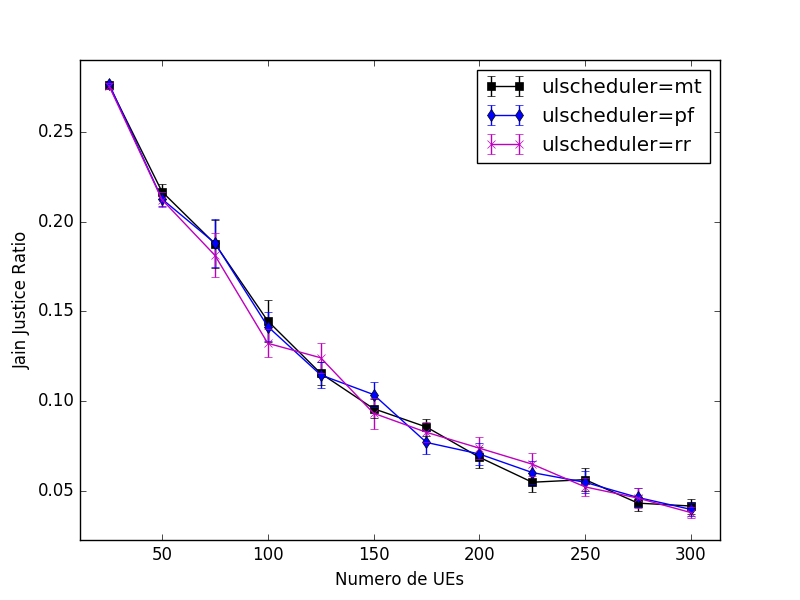 ulscheduler=mt
ulscheduler=pf
ulscheduler=rr
0.25
0.20
0.15
0.10
0.05
Jain Justice Ratio
50 100 150 200 250 300
Numero de UEs